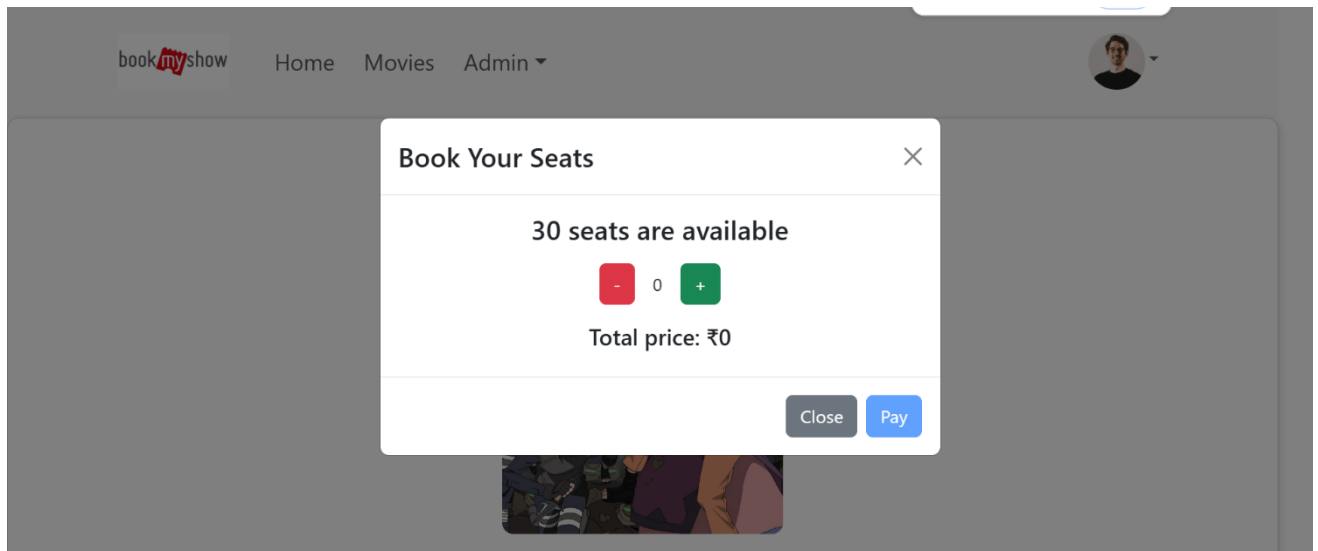 bookmyshow Home Movies Admin
Book Your Seats
30 seats are available
- 0 +
Total price: ₹0
Close Pay